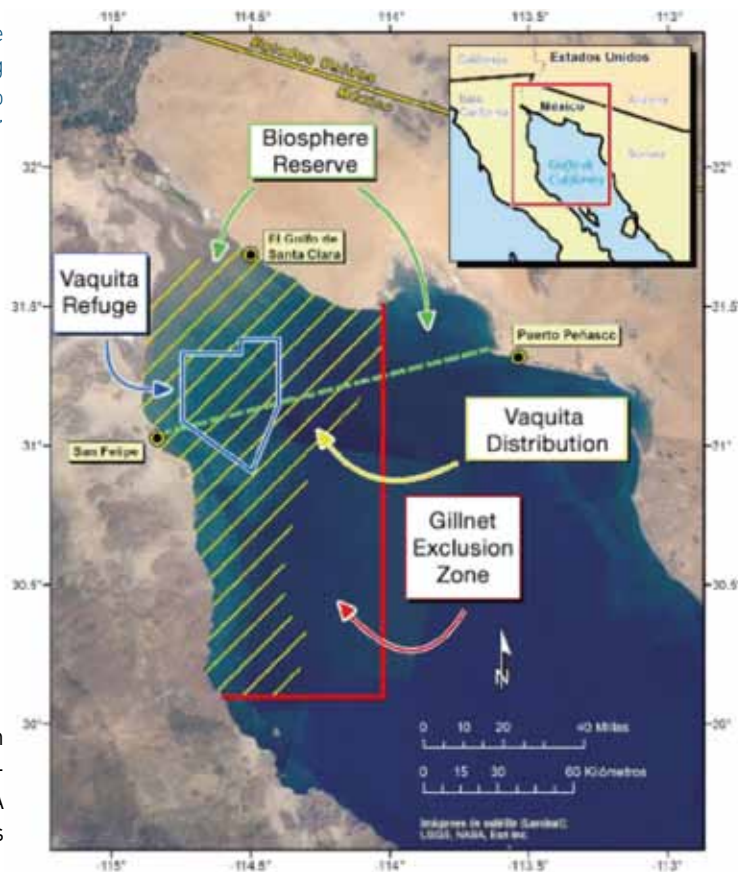 -115°
-114.5°
-114°
-113.5°
-113°
Estados Unidos
México
California
Estados Unidos
Baja
California
México
Arizona
Sonora
Golfo de
California
Biosphere
Reserve
32°
32°
El Golfo de
Santa Clara
Vaquita
Refuge
31.5°
31.5°
Puerto Peñasco
San Felipe
31°
31°
Vaquita
Distribution
Gillnet
Exclusion
Zone
30.5°
30.5°
N
30°
30°
0 10 20 40 Millas
0 15 30 60 Kilómetros
Imágenes de satélite (Landsat):
USGS, NASA, Esri Inc
-115°
-114.5°
-114°
-113.5°
-113°